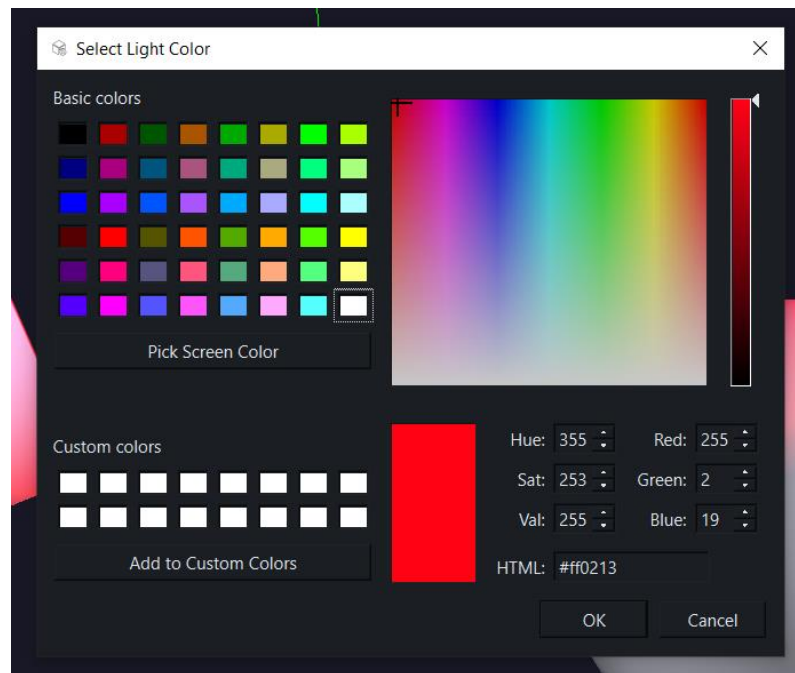 Select Light Color
Basic colors
Pick Screen Color
Custom colors
Add to Custom Colors
Hue: 355 Red: 255
Sat: 253 Green: 2
Val: 255 Blue: 19
HTML: #ff0213
OK Cancel